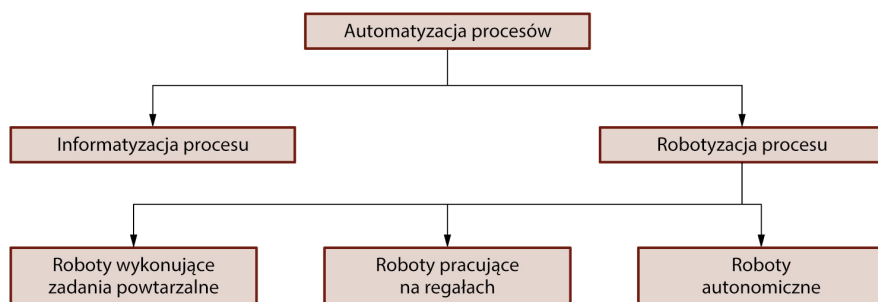 Automatyzacja procesów
Informatyzacja procesu
Robotyzacja procesu
Roboty wykonujące
zadania powtarzalne
Roboty pracujące
na regałach
Roboty
autonomiczne